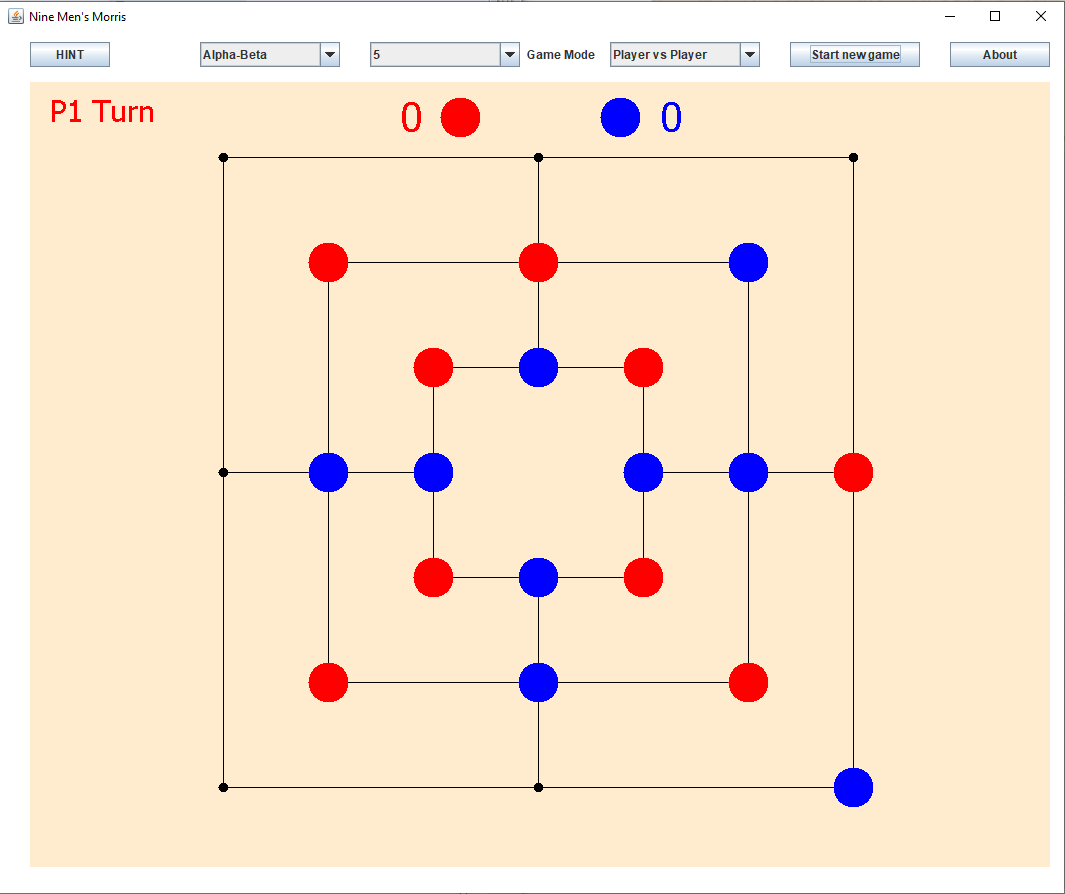 Nine Men's Morris
HINT Alpha-Beta 5 Game Mode Player vs Player Start new game About
P1 Turn 0 0